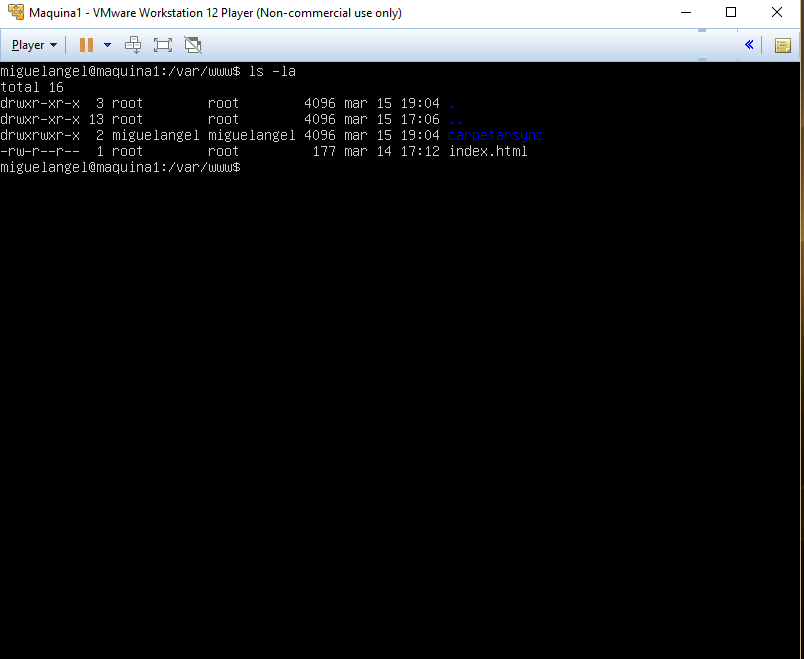 Maquina1 - VMware Workstation 12 Player (Non-commercial use only)
Player
miguelangel@maquina1:/var/www$ ls -la
total 16
drwxr-xr-x  3 root        root        4096 mar 15 19:04 .
drwxr-xr-x 13 root        root        4096 mar 15 17:06 ..
drwxrwxr-x  2 miguelangel miguelangel 4096 mar 15 19:04 carpetarsync
-rw-r--r--  1 root        root         177 mar 14 17:12 index.html
miguelangel@maquina1:/var/www$